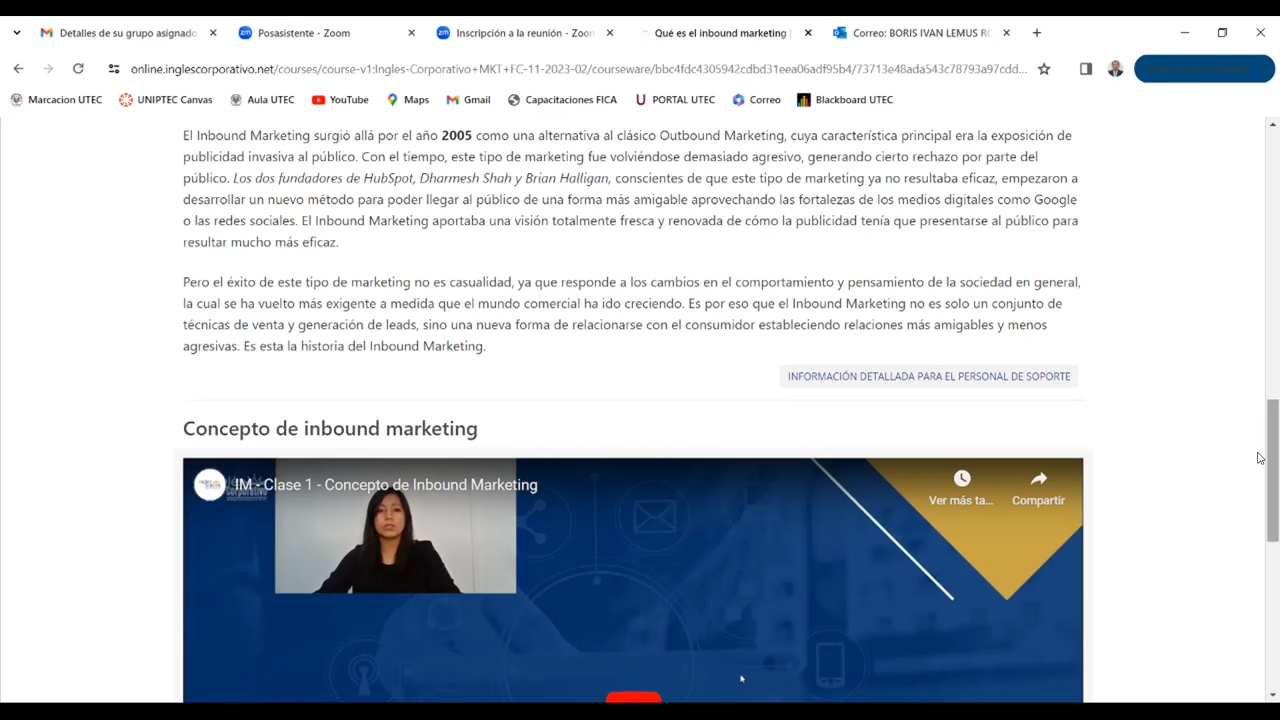 Detalles de su grupo asignado
Posasistente - Zoom
Inscripción a la reunión - Zoom
Qué es el inbound marketing |
Correo: BORIS IVAN LEMUS RO
online.inglescorporativo.net/courses/course-v1:Ingles-Corporativo+MKT+FC-11-2023-02/courseware/bbc4fdc4305942cdbd31eea06adf95b4/73713e48ada543c78793a97cdd...
Marcacion UTEC
UNIPTEC Canvas
Aula UTEC
YouTube
Maps
Gmail
Capacitaciones FICA
PORTAL UTEC
Correo
Blackboard UTEC
El Inbound Marketing surgió allá por el año 2005 como una alternativa al clásico Outbound Marketing, cuya característica principal era la exposición de
publicidad invasiva al público. Con el tiempo, este tipo de marketing fue volviéndose demasiado agresivo, generando cierto rechazo por parte del
público. Los dos fundadores de HubSpot, Dharmesh Shah y Brian Halligan, conscientes de que este tipo de marketing ya no resultaba eficaz, empezaron a
desarrollar un nuevo método para poder llegar al público de una forma más amigable aprovechando las fortalezas de los medios digitales como Google
o las redes sociales. El Inbound Marketing aportaba una visión totalmente fresca y renovada de cómo la publicidad tenía que presentarse al público para
resultar mucho más eficaz.
Pero el éxito de este tipo de marketing no es casualidad, ya que responde a los cambios en el comportamiento y pensamiento de la sociedad en general,
la cual se ha vuelto más exigente a medida que el mundo comercial ha ido creciendo. Es por eso que el Inbound Marketing no es solo un conjunto de
técnicas de venta y generación de leads, sino una nueva forma de relacionarse con el consumidor estableciendo relaciones más amigables y menos
agresivas. Es esta la historia del Inbound Marketing.
INFORMACIÓN DETALLADA PARA EL PERSONAL DE SOPORTE
Concepto de inbound marketing
IM - Clase 1 - Concepto de Inbound Marketing
Ver más ta...
Compartir